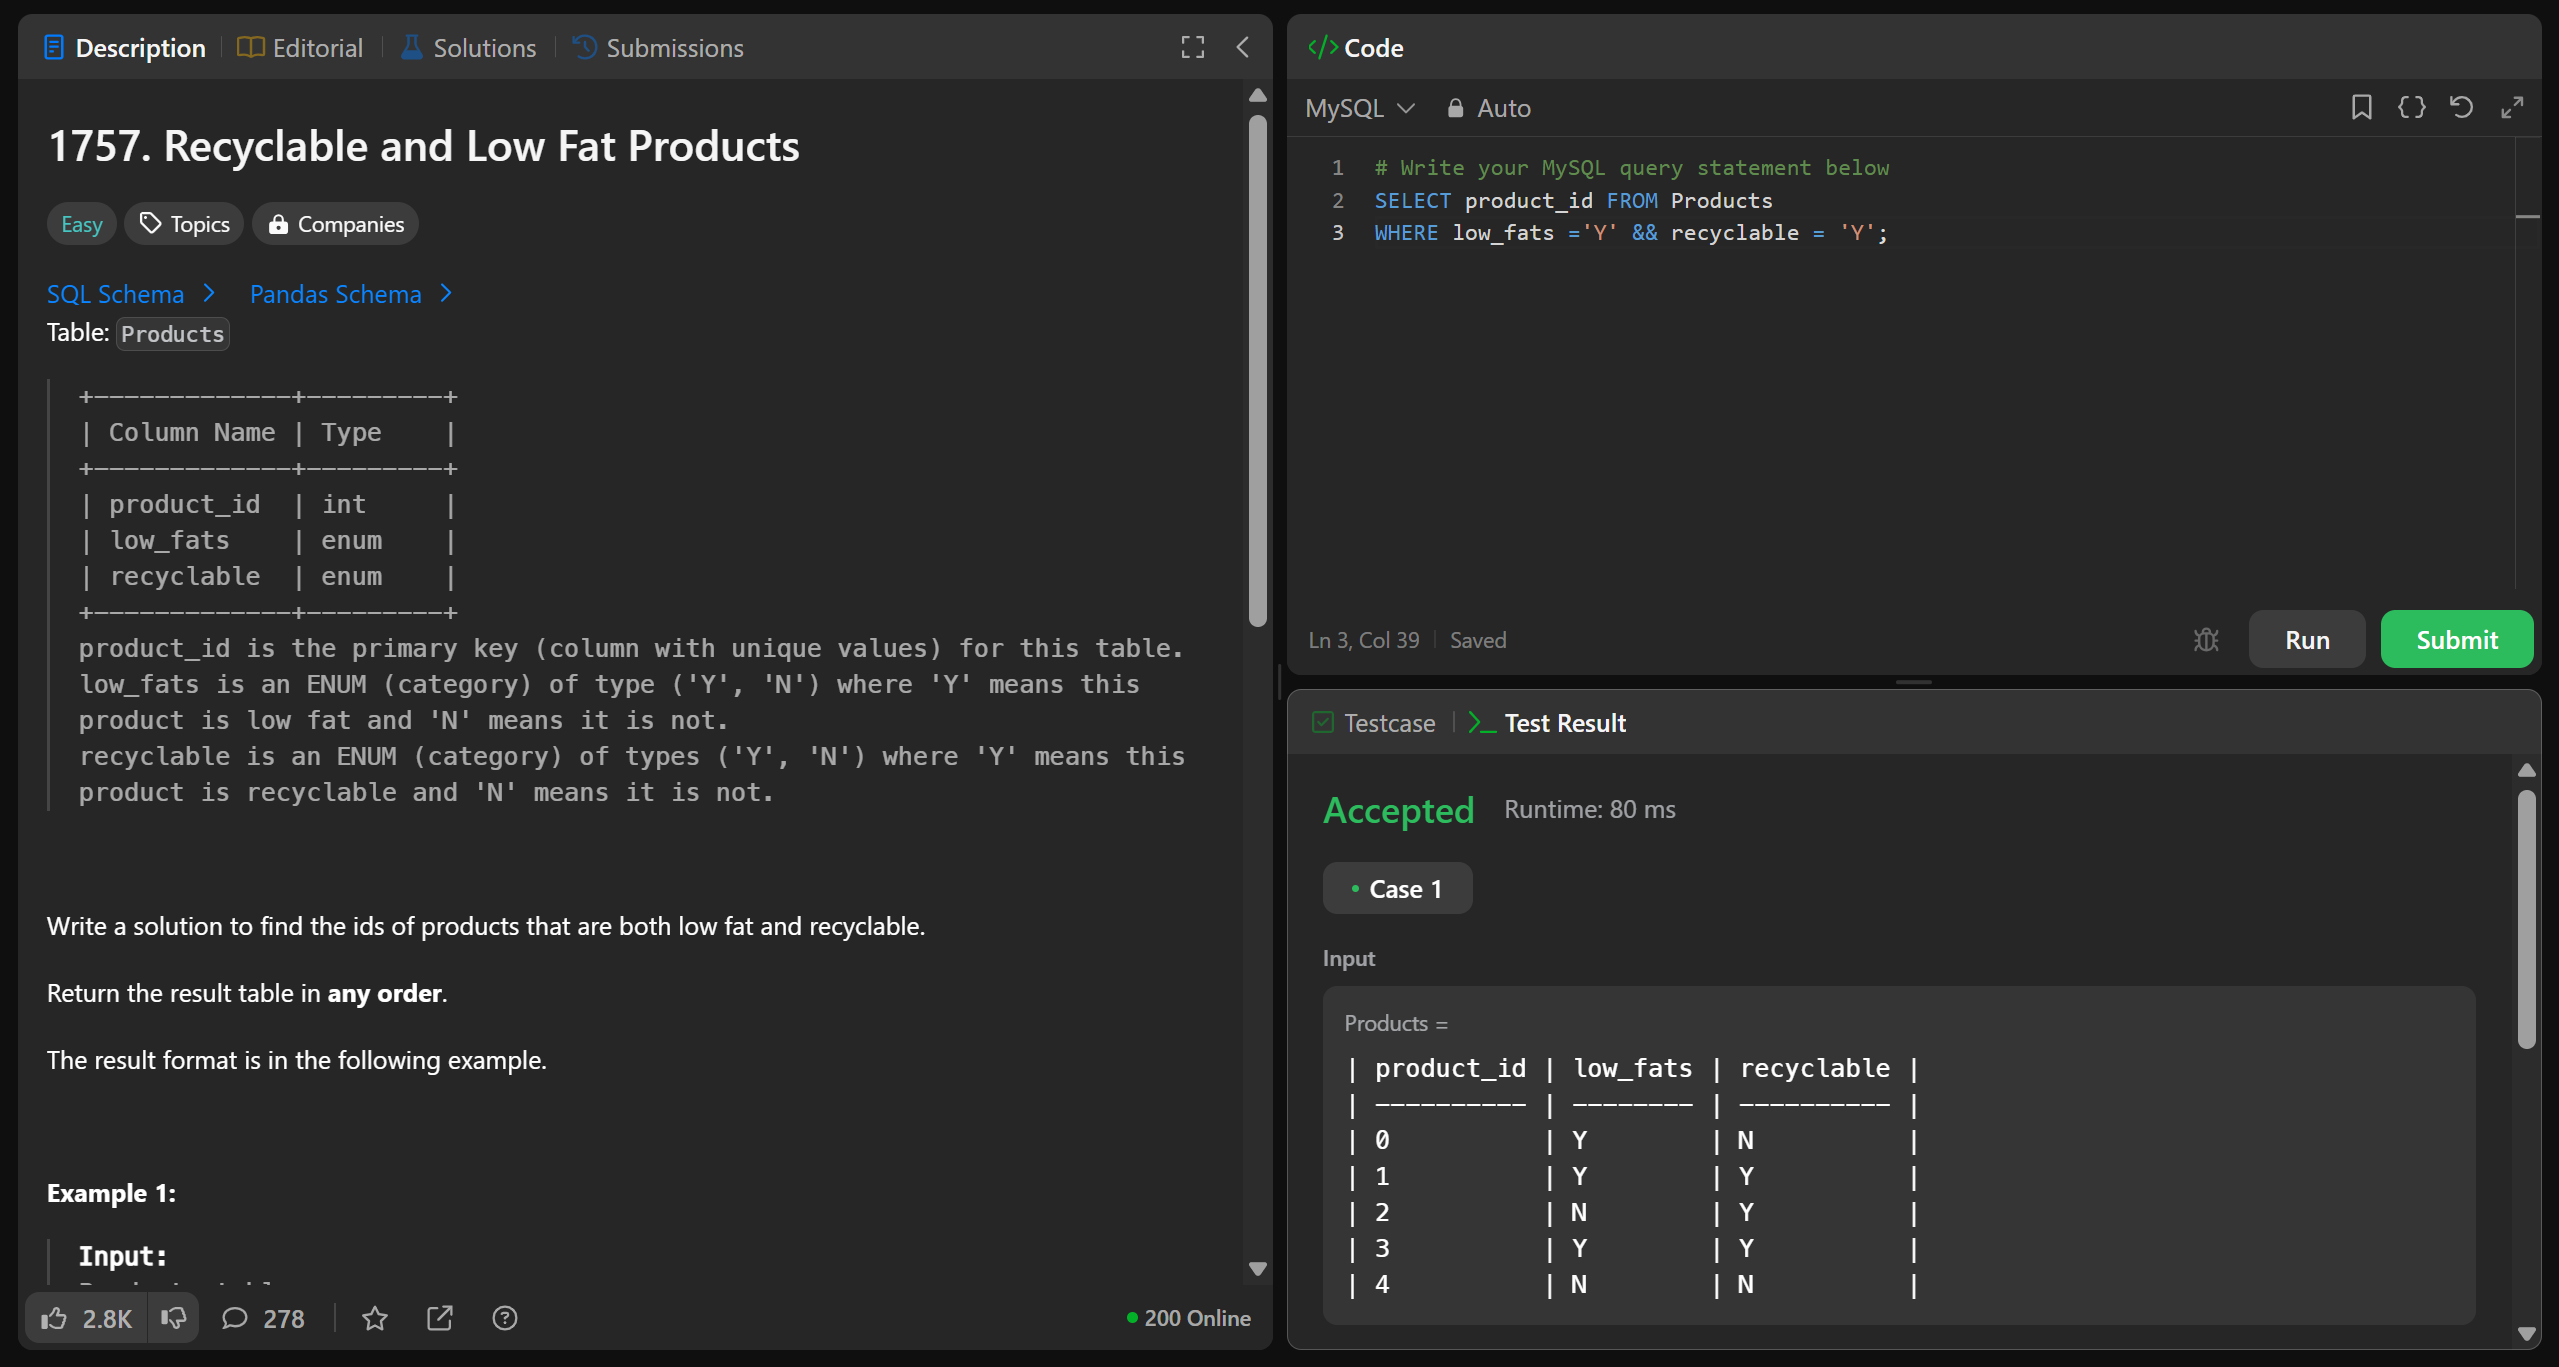 Description
Editorial
Solutions
Submissions
1757. Recyclable and Low Fat Products
Easy
Topics
Companies
SQL Schema
Pandas Schema
Table: Products
+-------------+---------+
| Column Name | Type    |
+-------------+---------+
| product_id  | int     |
| low_fats    | enum    |
| recyclable  | enum    |
+-------------+---------+
product_id is the primary key (column with unique values) for this table.
low_fats is an ENUM (category) of type ('Y', 'N') where 'Y' means this
product is low fat and 'N' means it is not.
recyclable is an ENUM (category) of types ('Y', 'N') where 'Y' means this
product is recyclable and 'N' means it is not.
Write a solution to find the ids of products that are both low fat and recyclable.
Return the result table in any order.
The result format is in the following example.
Example 1:
Input:
2.8K
278
200 Online
</> Code
MySQL
Auto
1 # Write your MySQL query statement below
2 SELECT product_id FROM Products
3 WHERE low_fats ='Y' && recyclable = 'Y';
Ln 3, Col 39
Saved
Run
Submit
Testcase
>_ Test Result
Accepted
Runtime: 80 ms
• Case 1
Input
Products =
| product_id | low_fats | recyclable |
| ---------- | -------- | ---------- |
| 0          | Y        | N          |
| 1          | Y        | Y          |
| 2          | N        | Y          |
| 3          | Y        | Y          |
| 4          | N        | N          |